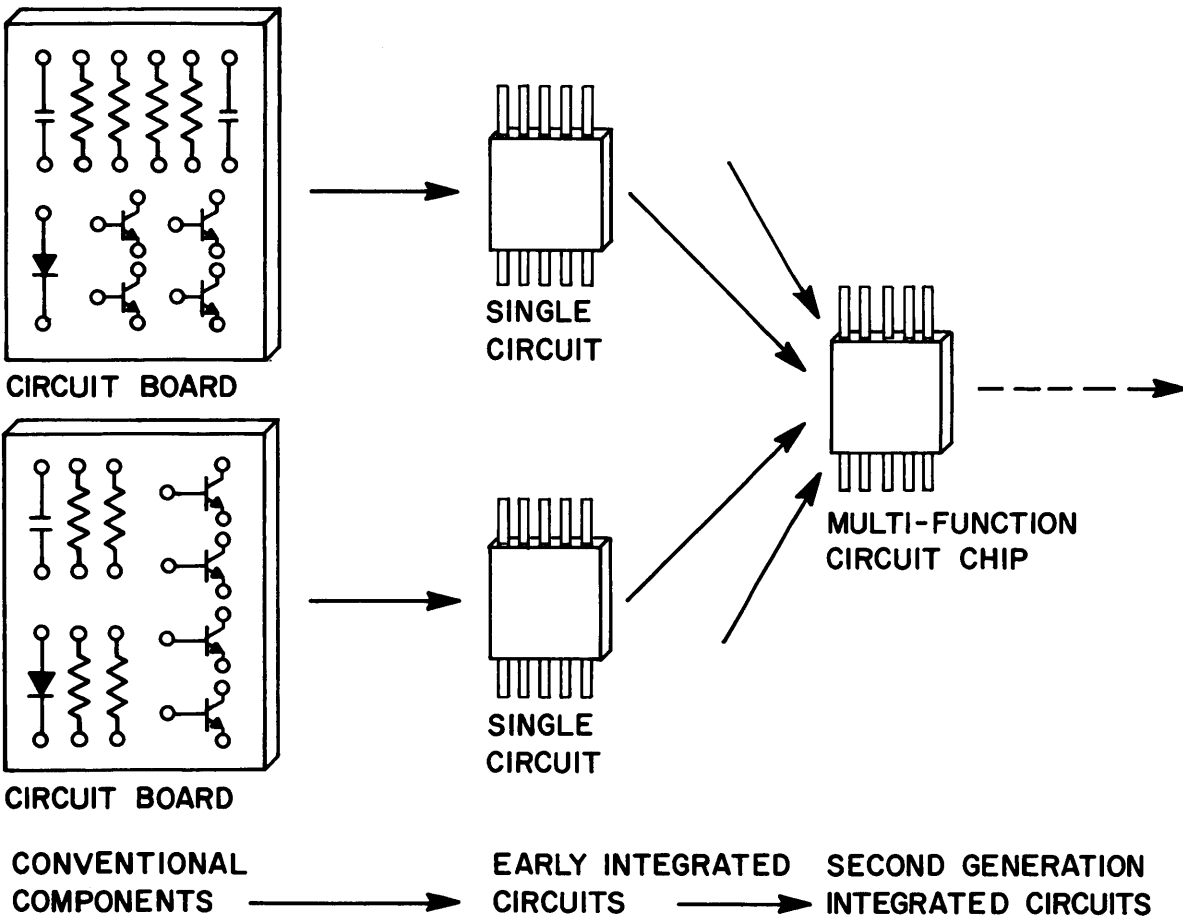 SINGLE
CIRCUIT
CIRCUIT BOARD
MULTI-FUNCTION
CIRCUIT CHIP
SINGLE
CIRCUIT
CIRCUIT BOARD
CONVENTIONAL
COMPONENTS
EARLY INTEGRATED
CIRCUITS
SECOND GENERATION
INTEGRATED CIRCUITS